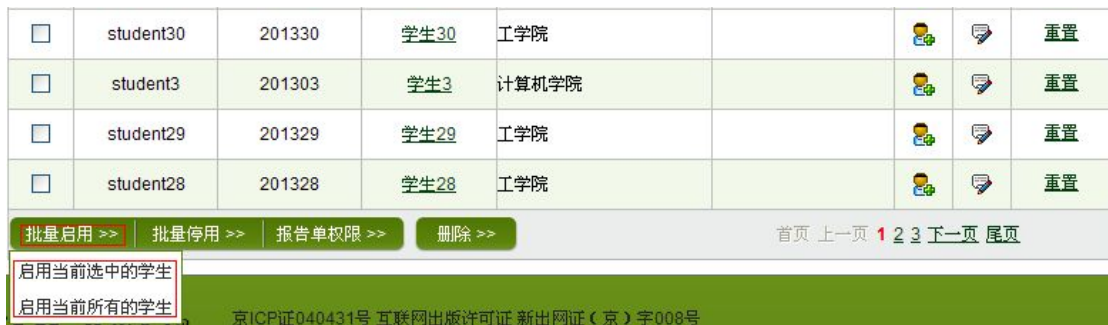 student30 201330 学生30 工学院 重置
student3 201303 学生3 计算机学院 重置
student29 201329 学生29 工学院 重置
student28 201328 学生28 工学院 重置
批量启用 >> 批量停用 >> 报告单权限 >> 删除 >> 首页 上一页 1 2 3 下一页 尾页
启用当前选中的学生
启用当前所有的学生
京ICP证040431号 互联网出版许可证 新出网证（京）字008号